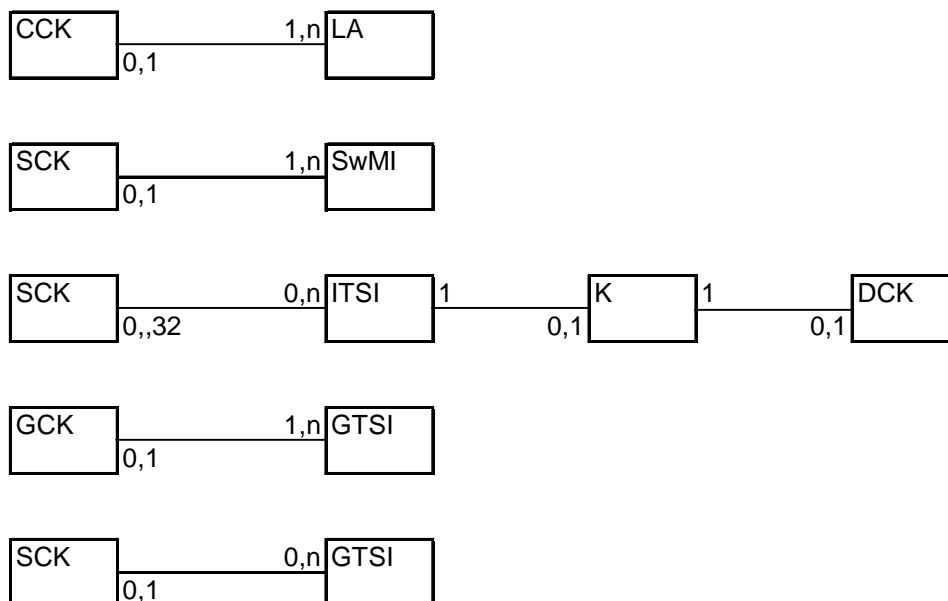 CCK 1,n LA
0,1
SCK 1,n SwMI
0,1
SCK 0,n ITSI 1 K 1 DCK
0,,32 0,1 0,1
GCK 1,n GTSI
0,1
SCK 0,n GTSI
0,1